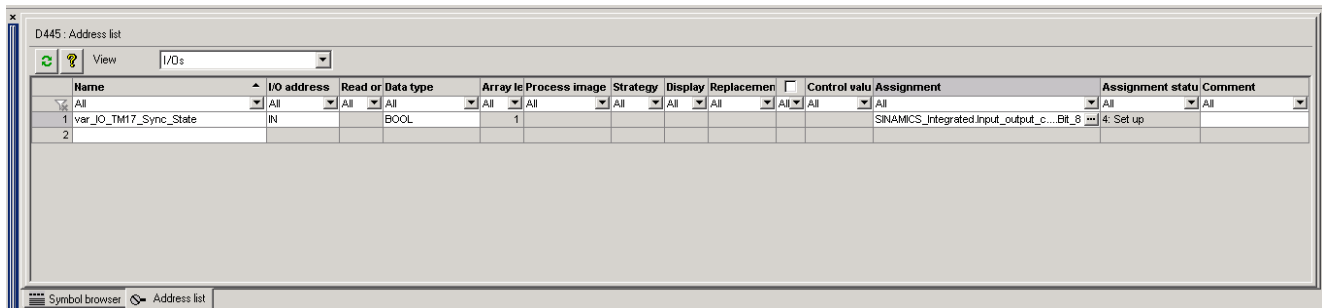 D445 : Address list
View I/Os
Name I/O address Read or Data type Array le Process image Strategy Display Replacemen Control valu Assignment Assignment statu Comment
All All All All All All All All All All All All All All
1 var_IO_TM17_Sync_State IN BOOL 1 SINAMICS_Integrated.Input_output_c....Bit_8 ... 4: Set up
2
Symbol browser Address list